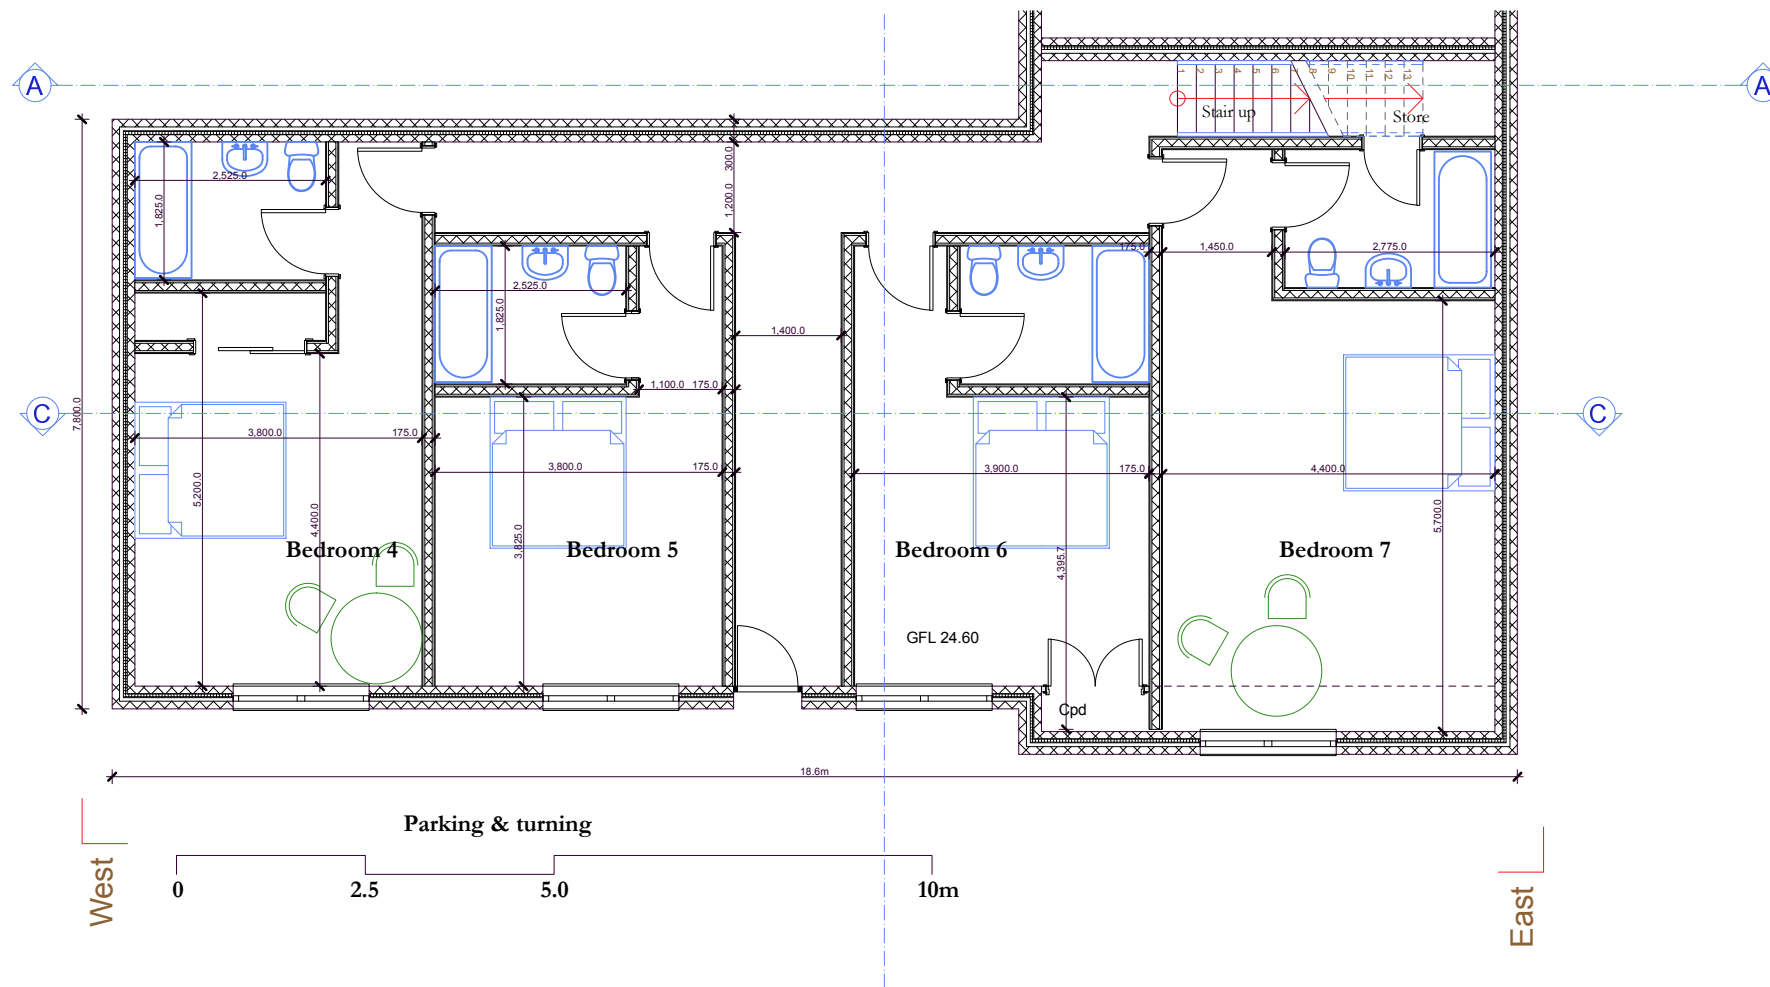 1 2 3 4 5 6 7 8 9 10 11 12 13
A
A
Stair up
Store
300.0
2,525.0
1,825.0
1,200.0
175.0
1,450.0
2,775.0
2,525.0
1,825.0
1,400.0
1,100.0 175.0
C
C
7,800.0
3,800.0 175.0
3,800.0 175.0
3,900.0 175.0
4,400.0
5,200.0
4,400.0
3,825.0
4,395.7
5,700.0
Bedroom 4
Bedroom 5
Bedroom 6
Bedroom 7
GFL 24.60
Cpd
18.6m
Parking & turning
0 2.5 5.0 10m
West
East